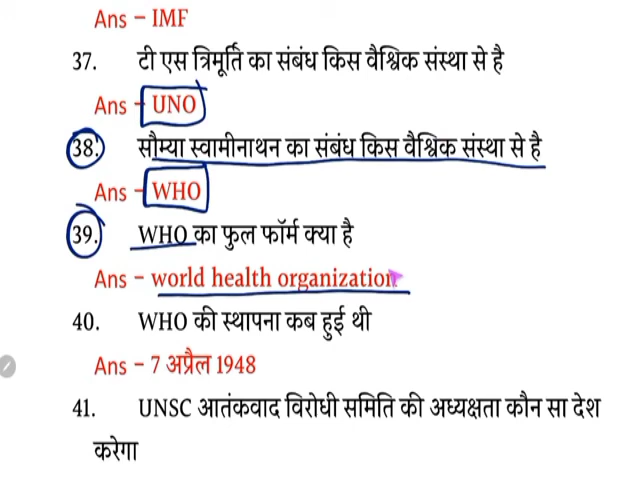 Ans – IMF
37. टी एस त्रिमूर्ति का संबंध किस वैश्विक संस्था से है
Ans – UNO
38. सौम्या स्वामीनाथन का संबंध किस वैश्विक संस्था से है
Ans – WHO
39. WHO का फुल फॉर्म क्या है
Ans – world health organization
40. WHO की स्थापना कब हुई थी
Ans – 7 अप्रैल 1948
41. UNSC आतंकवाद विरोधी समिति की अध्यक्षता कौन सा देश
करेगा